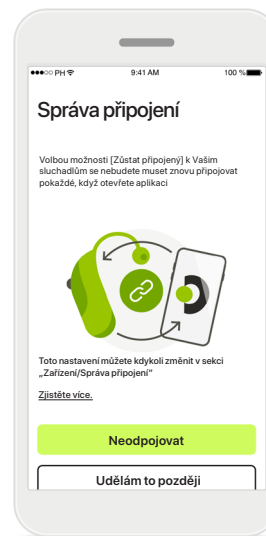 PH 9:41 AM 100 %
Správa připojení
Volbou možnosti [Zůstat připojený] k Vašim
sluchadlům se nebudete muset znovu připojovat
pokaždé, když otevřete aplikaci
Toto nastavení můžete kdykoli změnit v sekci
„Zařízení/Správa připojení“
Zjistěte více.
Neodpojovat
Udělám to později